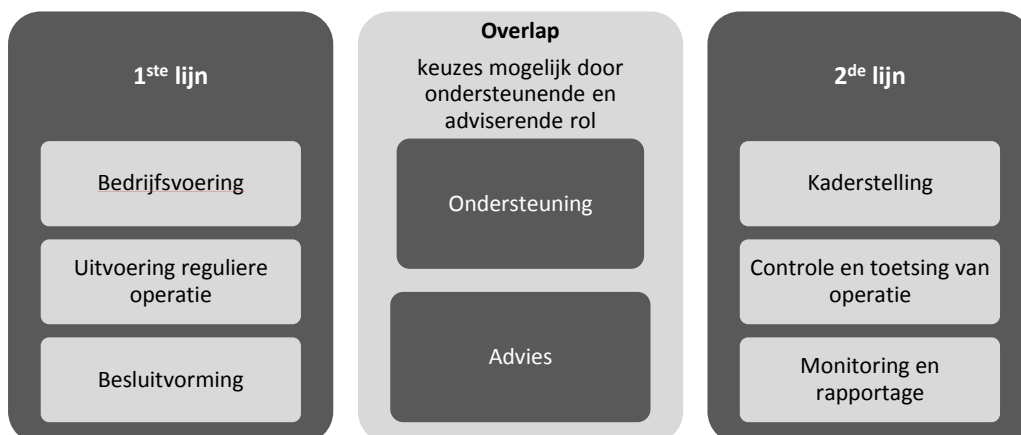 1ste lijn
Bedrijfsvoering
Uitvoering reguliere
operatie
Besluitvorming
Overlap
keuzes mogelijk door
ondersteunende en
adviserende rol
Ondersteuning
Advies
2de lijn
Kaderstelling
Controle en toetsing van
operatie
Monitoring en
rapportage